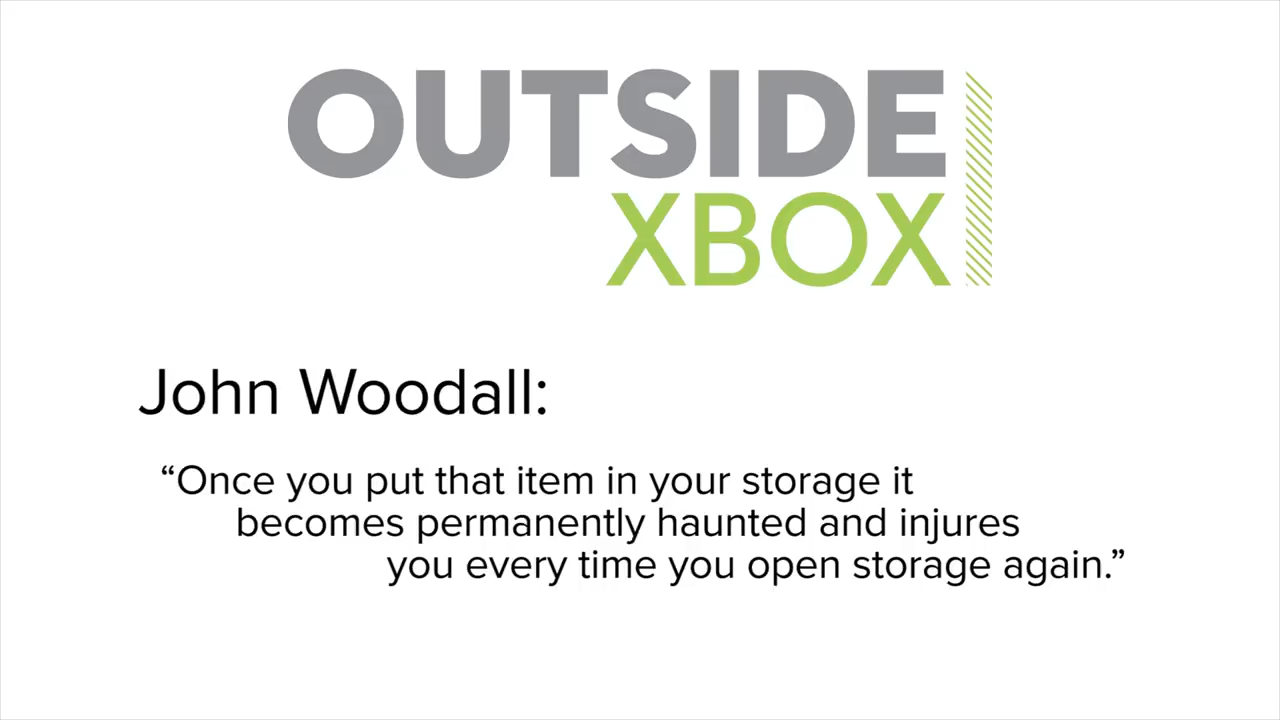 OUTSIDE
XBOX
John Woodall:
“Once you put that item in your storage it
becomes permanently haunted and injures
you every time you open storage again.”